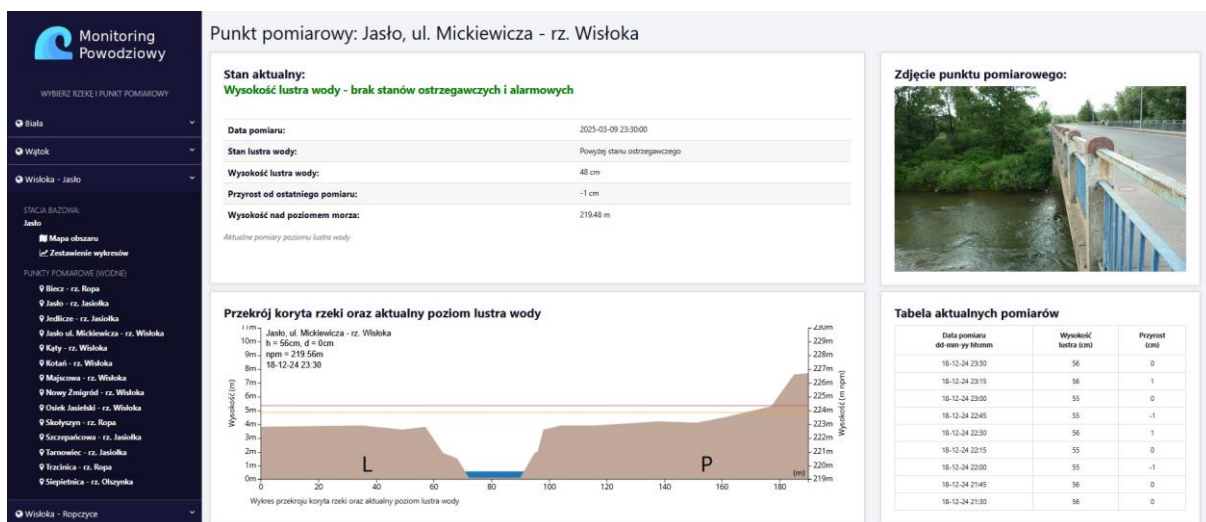 Monitoring
Powodziowy
WYBIERZ RZEKĘ I PUNKT POMIAROWY
Biała
Wątok
Wisłoka - Jasło
STACJA BAZOWA:
Jasło
Mapa obszaru
Zestawienie wykresów
PUNKTY POMIAROWE (WODNE)
Biecz - rz. Ropa
Jasło - rz. Jasiołka
Jedlicze - rz. Jasiołka
Jasło ul. Mickiewicza - rz. Wisłoka
Kąty - rz. Wisłoka
Kotań - rz. Wisłoka
Majscowa - rz. Wisłoka
Nowy Żmigród - rz. Wisłoka
Osiek Jasielski - rz. Wisłoka
Skołyszyn - rz. Ropa
Szczepańcowa - rz. Jasiołka
Tarnowiec - rz. Jasiołka
Trzcinica - rz. Ropa
Siepietnica - rz. Olszynka
Wisłoka - Ropczyce
Punkt pomiarowy: Jasło, ul. Mickiewicza - rz. Wisłoka
Stan aktualny:
Wysokość lustra wody - brak stanów ostrzegawczych i alarmowych
Data pomiaru: 2025-03-09 23:30:00
Stan lustra wody: Powyżej stanu ostrzegawczego
Wysokość lustra wody: 48 cm
Przyrost od ostatniego pomiaru: -1 cm
Wysokość nad poziomem morza: 219.48 m
Aktualne pomiary poziomu lustra wody
Zdjęcie punktu pomiarowego:
Przekrój koryta rzeki oraz aktualny poziom lustra wody
Jasło, ul. Mickiewicza - rz. Wisłoka
h = 56cm, d = 0cm
npm = 219.56m
18-12-24 23:30
Wysokość (m)
11m
10m
9m
8m
7m
6m
5m
4m
3m
2m
1m
0m
230m
229m
228m
227m
226m
225m
224m
223m
222m
221m
220m
219m
Wysokość (m npm)
L
P
(m)
0 20 40 60 80 100 120 140 160 180
Wykres przekroju koryta rzeki oraz aktualny poziom lustra wody
Tabela aktualnych pomiarów
Data pomiaru Wysokość Przyrost
dd-mm-yy hh:mm lustra (cm) (cm)
18-12-24 23:30 56 0
18-12-24 23:15 56 1
18-12-24 23:00 55 0
18-12-24 22:45 55 -1
18-12-24 22:30 56 1
18-12-24 22:15 55 0
18-12-24 22:00 55 -1
18-12-24 21:45 56 0
18-12-24 21:30 56 0